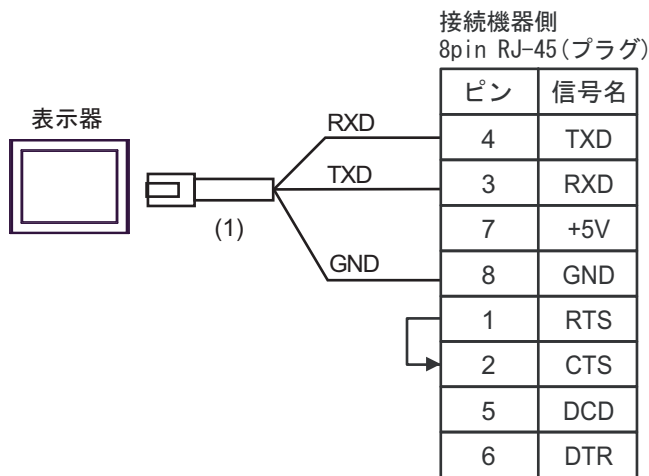 接続機器側
8pin RJ-45(プラグ)
表示器
(1)
RXD
TXD
GND
ピン 信号名
4 TXD
3 RXD
7 +5V
8 GND
1 RTS
2 CTS
5 DCD
6 DTR